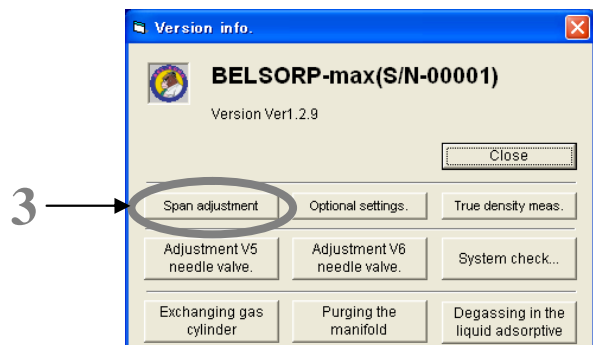 Version info.
BELSORP-max(S/N-00001)
Version Ver1.2.9
Close
3
Span adjustment
Optional settings.
True density meas.
Adjustment V5
needle valve.
Adjustment V6
needle valve.
System check...
Exchanging gas
cylinder
Purging the
manifold
Degassing in the
liquid adsorptive